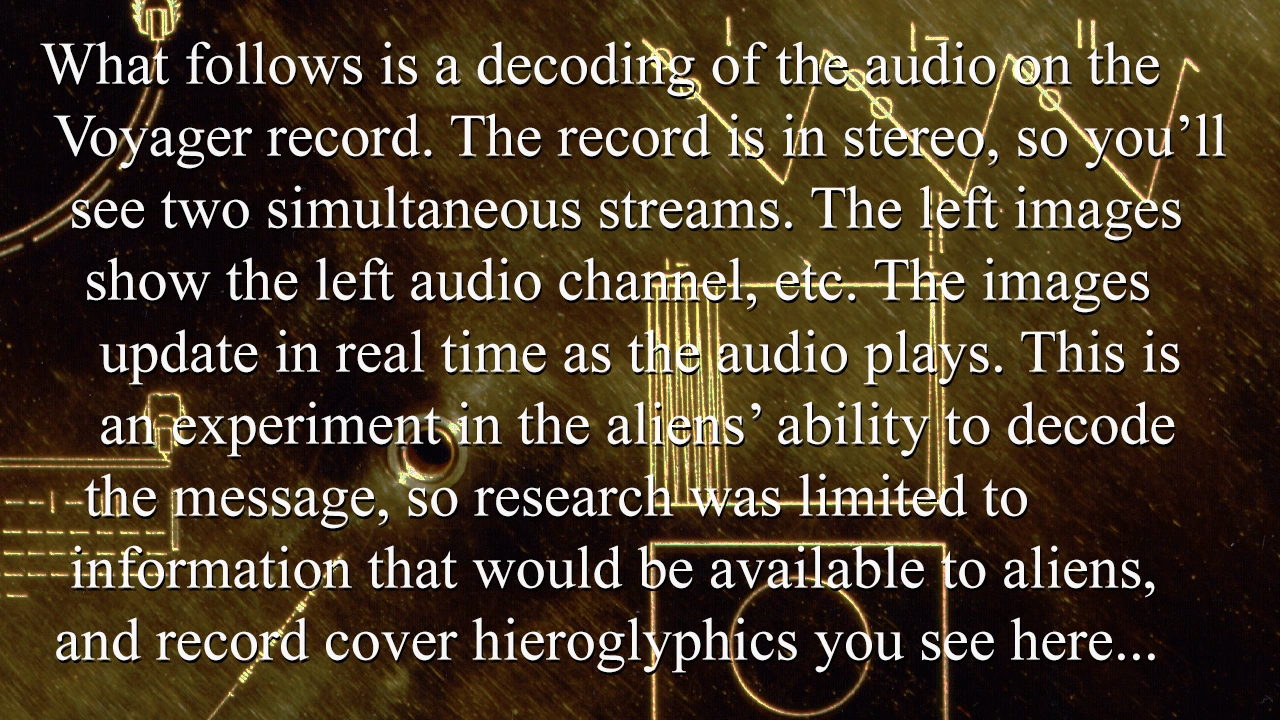 What follows is a decoding of the audio on the
Voyager record. The record is in stereo, so you’ll
see two simultaneous streams. The left images
show the left audio channel, etc. The images
update in real time as the audio plays. This is
an experiment in the aliens’ ability to decode
the message, so research was limited to
information that would be available to aliens,
and record cover hieroglyphics you see here...